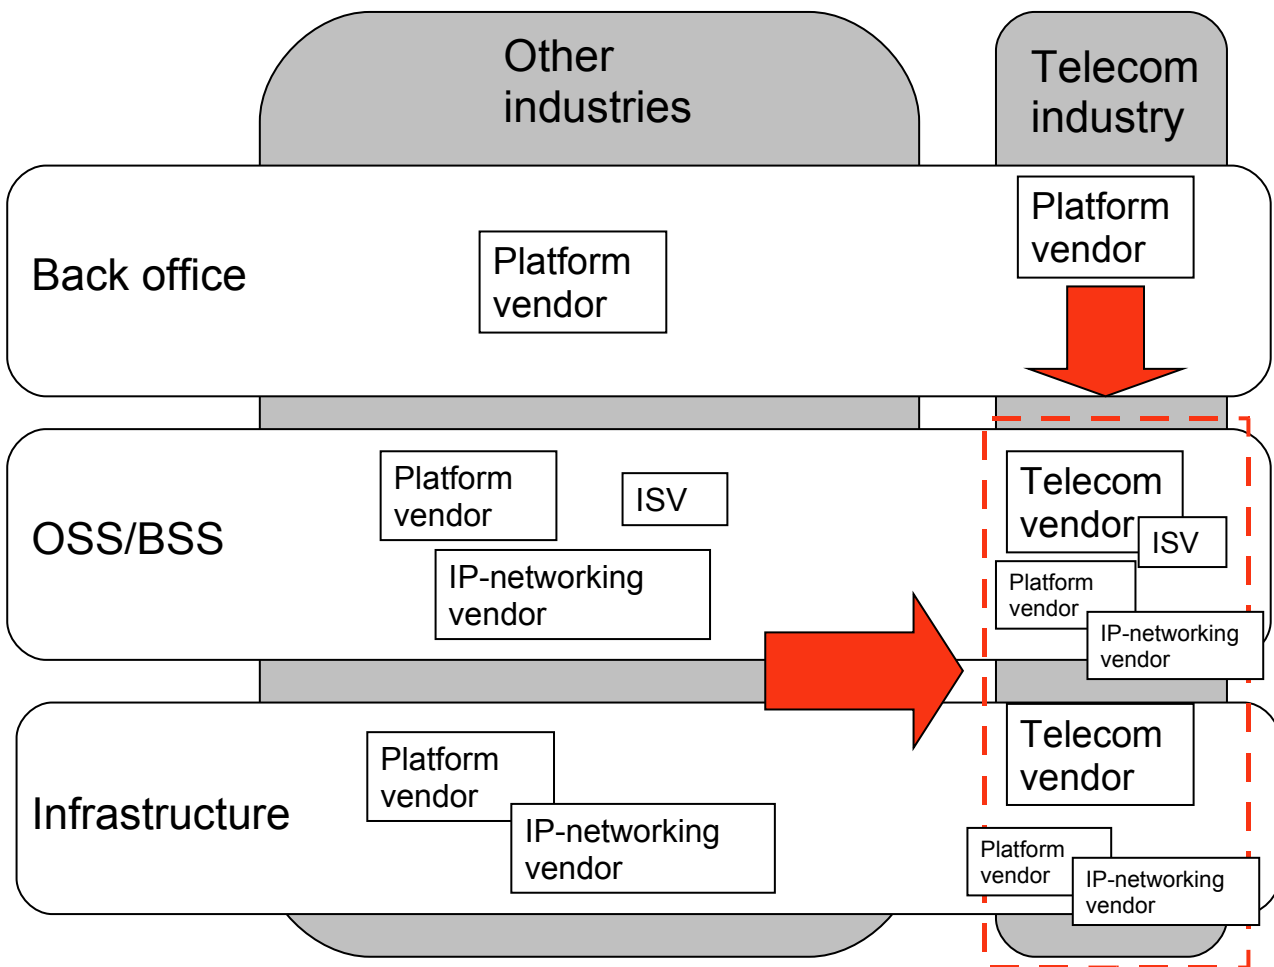 Other
industries
Telecom
industry
Back office
Platform
vendor
Platform
vendor
OSS/BSS
Platform
vendor
ISV
IP-networking
vendor
Telecom
vendor
ISV
Platform
vendor
IP-networking
vendor
Infrastructure
Platform
vendor
IP-networking
vendor
Telecom
vendor
Platform
vendor
IP-networking
vendor